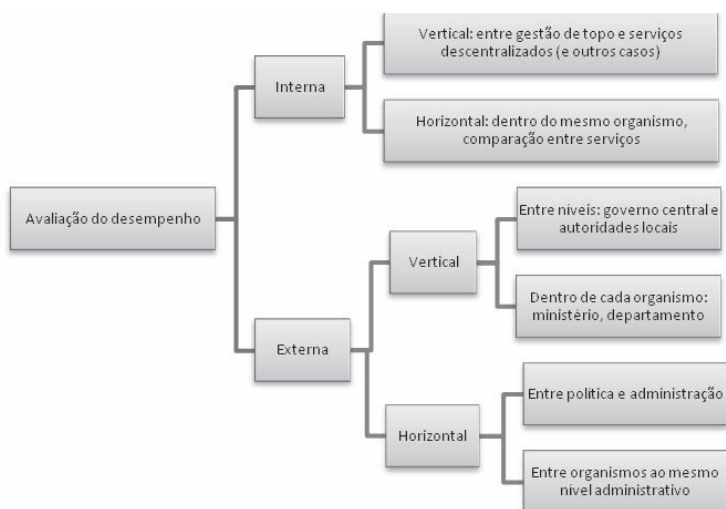 Vertical: entre gestão de topo e serviços
descentralizados (e outros casos)
Interna
Horizontal: dentro do mesmo organismo,
comparação entre serviços
Avaliação do desempenho
Entre níveis: governo central e
autoridades locais
Vertical
Dentro de cada organismo:
ministério, departamento
Externa
Entre política e administração
Horizontal
Entre organismos ao mesmo
nível administrativo